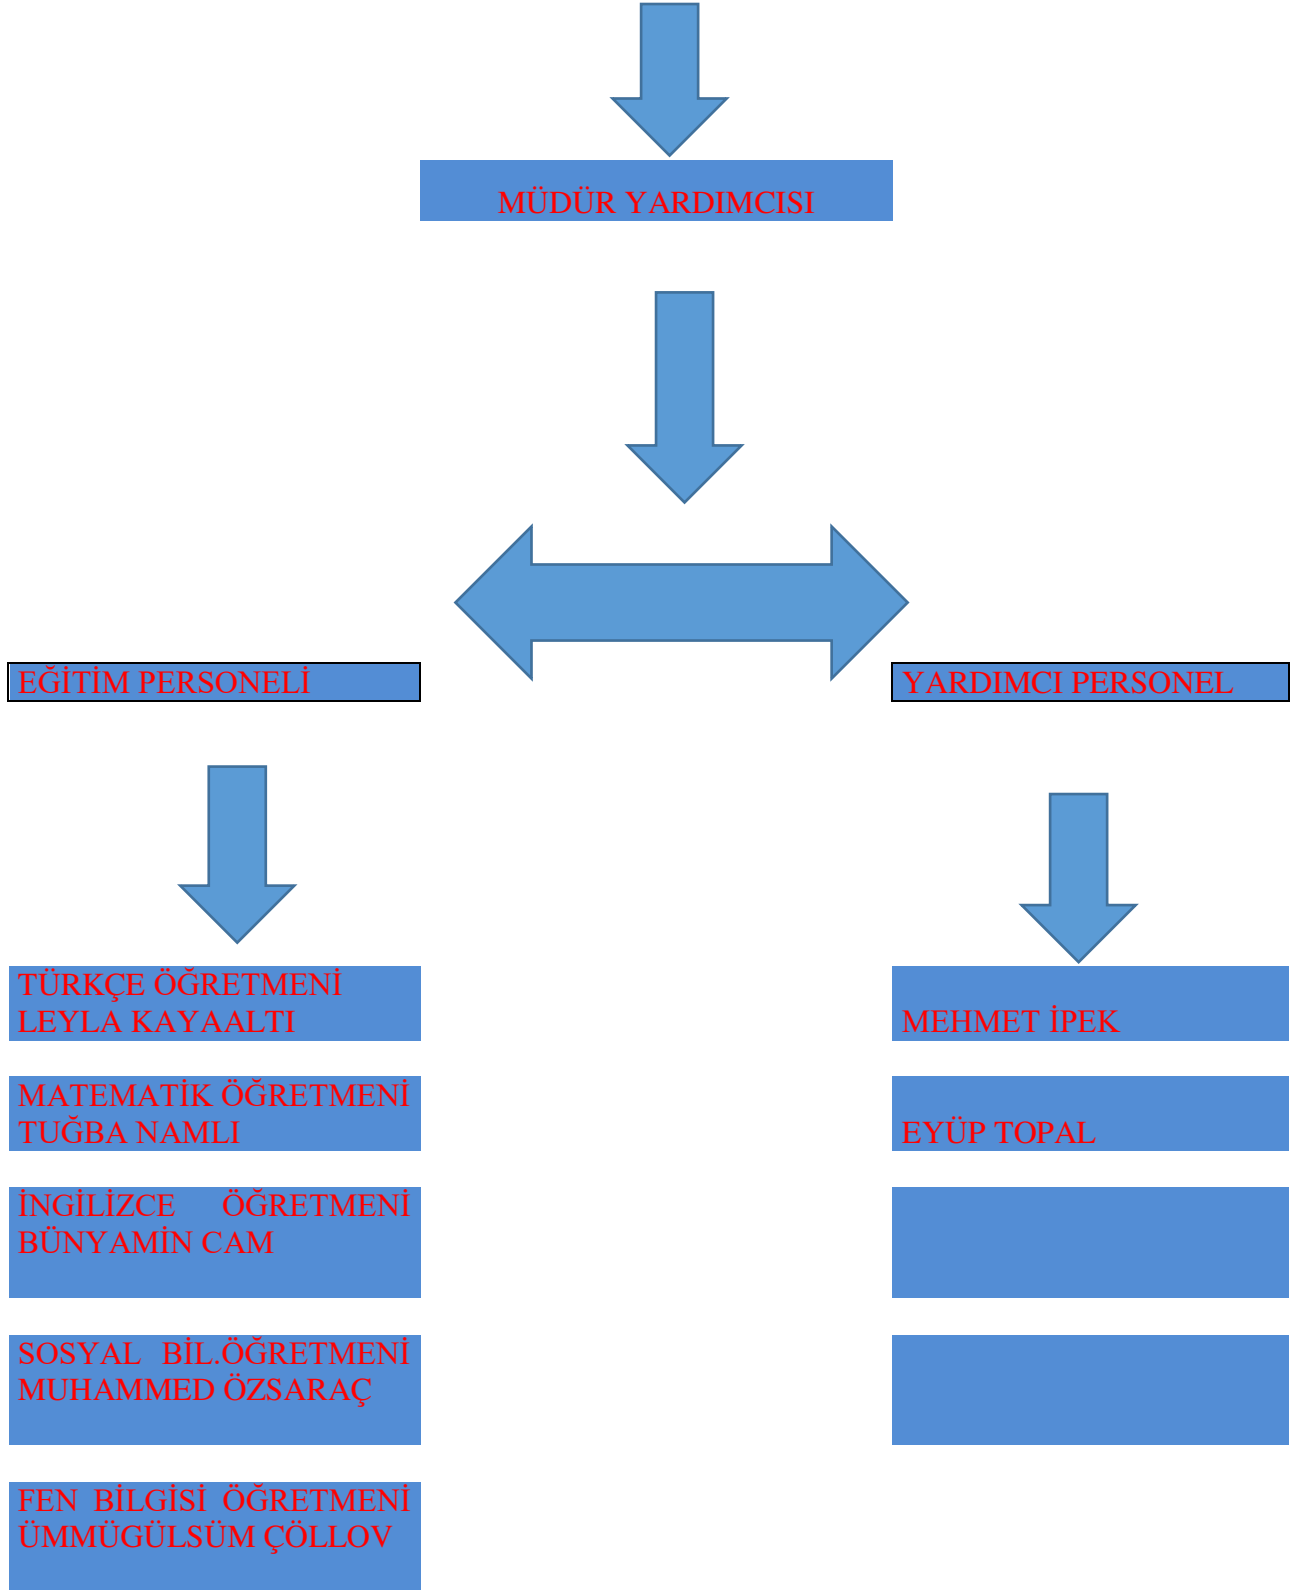 MÜDÜR YARDIMCISI
EĞİTİM PERSONELİ
YARDIMCI PERSONEL
TÜRKÇE ÖĞRETMENİ
LEYLA KAYAALTI
MEHMET İPEK
MATEMATİK ÖĞRETMENİ
TUĞBA NAMLI
EYÜP TOPAL
İNGİLİZCE ÖĞRETMENİ
BÜNYAMİN CAM
SOSYAL BİL.ÖĞRETMENİ
MUHAMMED ÖZSARAÇ
FEN BİLGİSİ ÖĞRETMENİ
ÜMMÜGÜLSÜM ÇÖLLOV